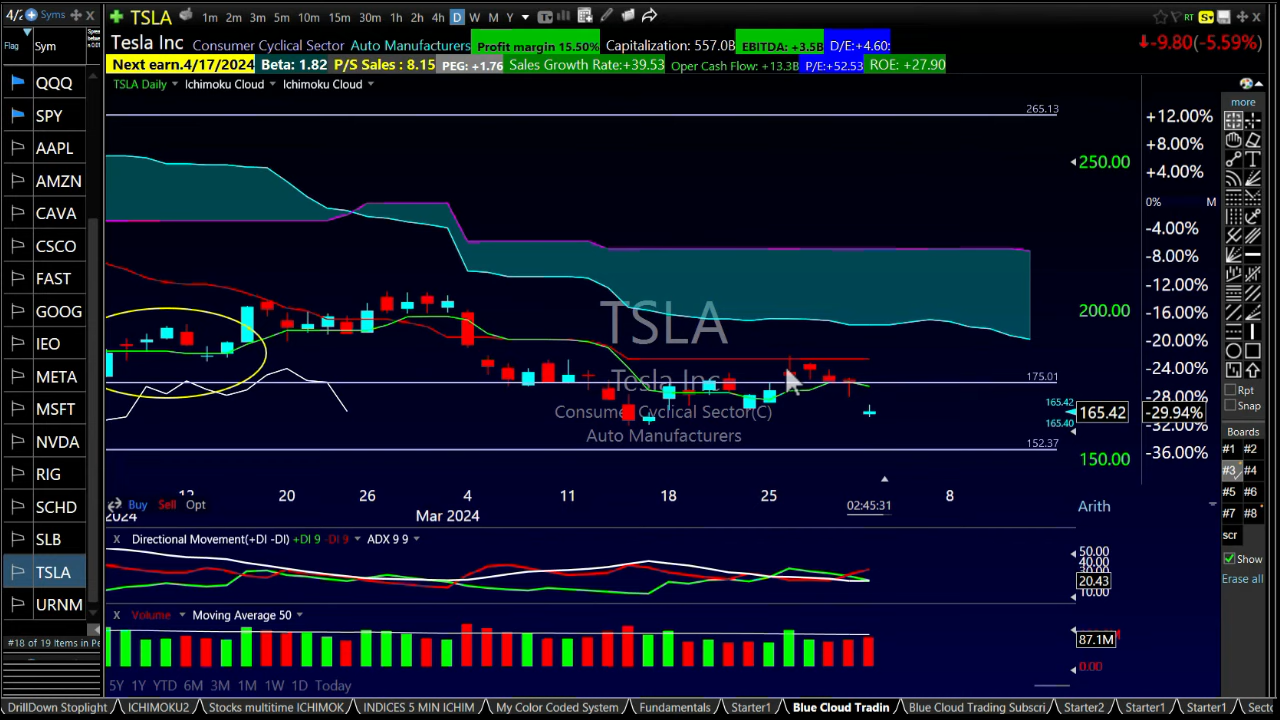 4/2 Syms TSLA 1m 2m 3m 5m 10m 15m 30m 1h 2h 4h D W M Y RT S
Flag Sym
Tesla Inc Consumer Cyclical Sector Auto Manufacturers Profit margin 15.50% Capitalization: 557.0B EBITDA: +3.5B D/E:+4.60: -9.80 (-5.59%)
Next earn.4/17/2024 Beta: 1.82 P/S Sales : 8.15 PEG: +1.76 Sales Growth Rate:+39.53 Oper Cash Flow: +13.3B P/E:+52.53 ROE: +27.90
TSLA Daily Ichimoku Cloud Ichimoku Cloud
QQQ
SPY
AAPL
AMZN
CAVA
CSCO
FAST
GOOG
IEO
META
MSFT
NVDA
RIG
SCHD
SLB
TSLA
URNM
#18 of 19 Items in Pe
265.13
175.01
152.37
TSLA
Tesla Inc
Consumer Cyclical Sector(C)
Auto Manufacturers
250.00
200.00
165.42
165.42
165.40
150.00
+12.00%
+8.00%
+4.00%
0% M
-4.00%
-8.00%
-12.00%
-16.00%
-20.00%
-24.00%
-28.00%
-29.94%
-32.00%
-36.00%
12 20 26 4 11 18 25 8
Buy Sell Opt
2024 Mar 2024 02:45:31
Arith
X Directional Movement(+DI -DI) +DI 9 -DI 9 ADX 9 9
50.00
40.00
20.43
10.00
X Volume Moving Average 50
87.1M
0.00
5Y 1Y YTD 6M 3M 1M 1W 1D Today
more
Rpt
Snap
Boards
#1 #2
#3 #4
#5 #6
#7 #8
scr
Show
Erase all
DrillDown Stoplight ICHIMOKU2 Stocks multitime ICHIMOK INDICES 5 MIN ICHIM My Color Coded System Fundamentals Starter1 Blue Cloud Tradin Blue Cloud Trading Subscri Starter2 Starter1 Starter1 Secto